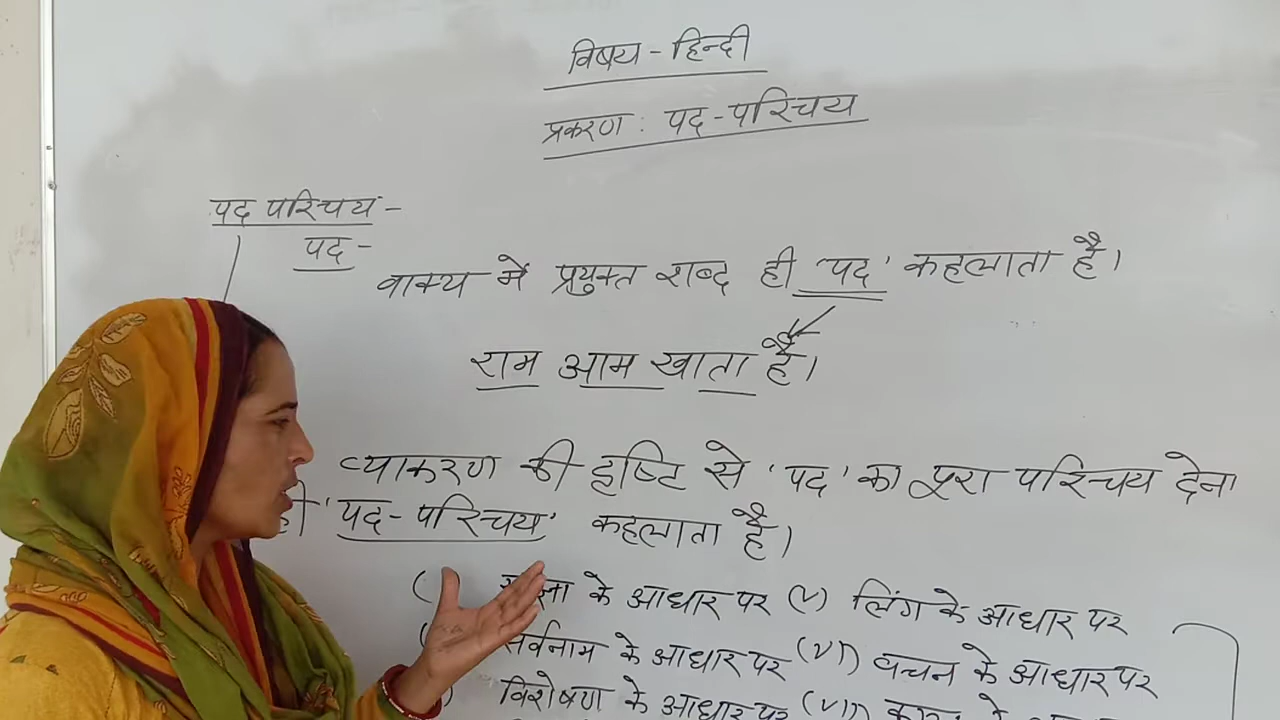 विषय - हिन्दी
प्रकरण : पद - परिचय
पद परिचय -
पद -
वाक्य में प्रयुक्त शब्द ही 'पद' कहलाता है।
राम आम खाता है।
व्याकरण की दृष्टि से 'पद' का पूरा परिचय देना
ही 'पद - परिचय' कहलाता है।
संज्ञा के आधार पर (V) लिंग के आधार पर
सर्वनाम के आधार पर (VI) वचन के आधार पर
विशेषण के आधार पर (VII)